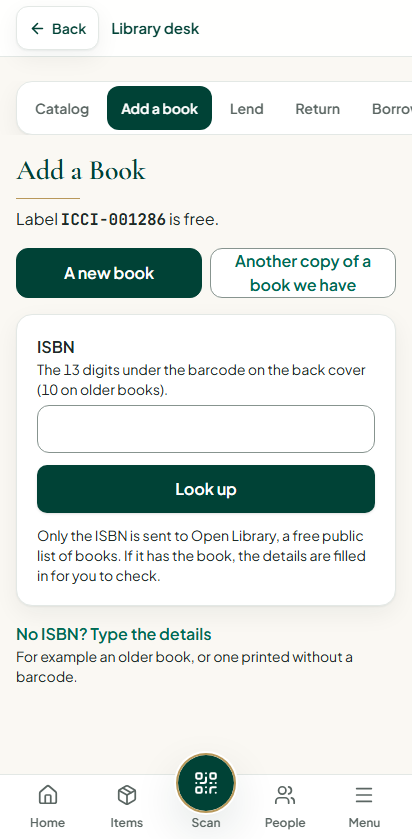 Back
Library desk
Catalog
Add a book
Lend
Return
Borrow
Add a Book
Label ICCI-001286 is free.
A new book
Another copy of a
book we have
ISBN
The 13 digits under the barcode on the back cover
(10 on older books).
Look up
Only the ISBN is sent to Open Library, a free public
list of books. If it has the book, the details are filled
in for you to check.
No ISBN? Type the details
For example an older book, or one printed without a
barcode.
Home
Items
Scan
People
Menu